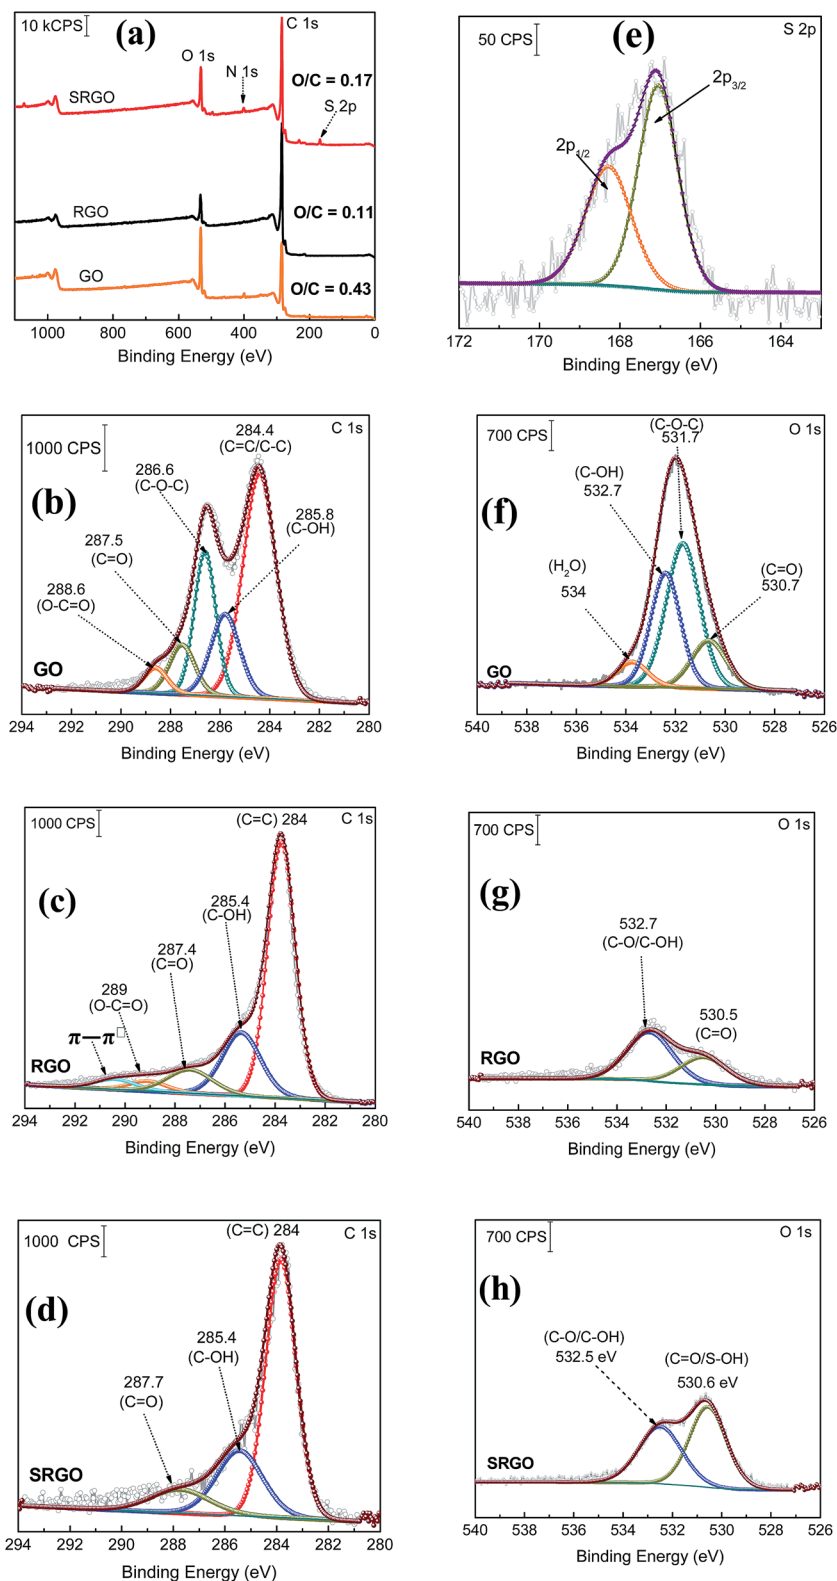 10 kCPS
(a)
C 1s
O 1s
N 1s
O/C = 0.17
SRGO
S 2p
RGO
O/C = 0.11
GO
O/C = 0.43
1000 800 600 400 200 0
Binding Energy (eV)
50 CPS
(e)
S 2p
2p3/2
2p1/2
172 170 168 166 164
Binding Energy (eV)
1000 CPS
C 1s
284.4
(C=C/C-C)
(b)
286.6
(C-O-C)
285.8
(C-OH)
287.5
(C=O)
288.6
(O-C=O)
GO
294 292 290 288 286 284 282 280
Binding Energy (eV)
700 CPS
(C-O-C)
531.7
O 1s
(f)
(C-OH)
532.7
(H2O)
534
(C=O)
530.7
GO
540 538 536 534 532 530 528 526
Binding Energy (eV)
1000 CPS
(C=C) 284
C 1s
(c)
285.4
(C-OH)
287.4
(C=O)
289
(O-C=O)
π—π□
RGO
294 292 290 288 286 284 282 280
Binding Energy (eV)
700 CPS
O 1s
(g)
532.7
(C-O/C-OH)
530.5
(C=O)
RGO
540 538 536 534 532 530 528 526
Binding Energy (eV)
1000 CPS
(C=C) 284
C 1s
(d)
285.4
(C-OH)
287.7
(C=O)
SRGO
294 292 290 288 286 284 282 280
Binding Energy (eV)
700 CPS
O 1s
(h)
(C-O/C-OH)
532.5 eV
(C=O/S-OH)
530.6 eV
SRGO
540 538 536 534 532 530 528 526
Binding Energy (eV)